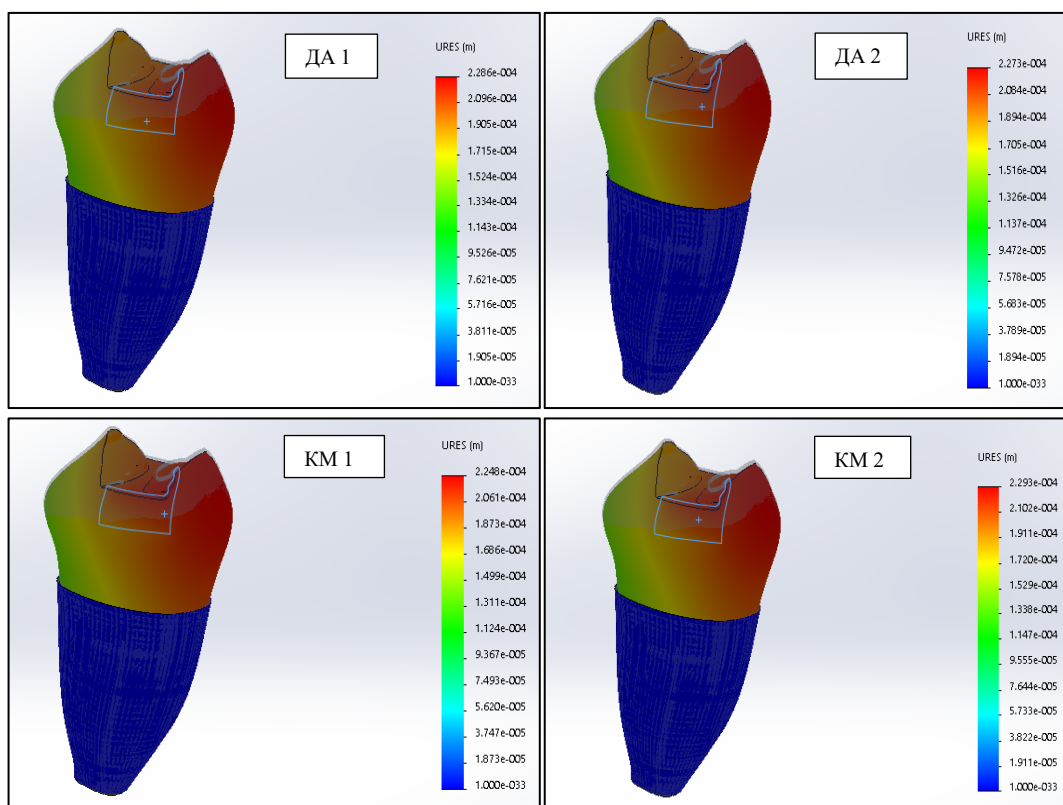 ДА 1
URES (m)
2.286e-004
2.096e-004
1.905e-004
1.715e-004
1.524e-004
1.334e-004
1.143e-004
9.526e-005
7.621e-005
5.716e-005
3.811e-005
1.905e-005
1.000e-033
ДА 2
URES (m)
2.273e-004
2.084e-004
1.894e-004
1.705e-004
1.516e-004
1.326e-004
1.137e-004
9.472e-005
7.578e-005
5.683e-005
3.789e-005
1.894e-005
1.000e-033
КМ 1
URES (m)
2.248e-004
2.061e-004
1.873e-004
1.686e-004
1.499e-004
1.311e-004
1.124e-004
9.367e-005
7.493e-005
5.620e-005
3.747e-005
1.873e-005
1.000e-033
КМ 2
URES (m)
2.293e-004
2.102e-004
1.911e-004
1.720e-004
1.529e-004
1.338e-004
1.147e-004
9.555e-005
7.644e-005
5.733e-005
3.822e-005
1.911e-005
1.000e-033